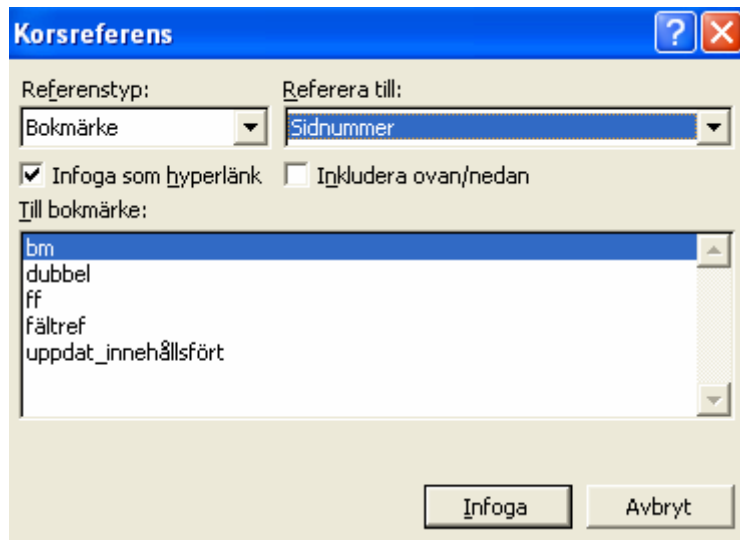 Korsreferens
Referenstyp: Referera till:
Bokmärke Sidnummer
Infoga som hyperlänk Inkludera ovan/nedan
Till bokmärke:
bm
dubbel
ff
fältref
uppdat_innehållsfört
Infoga Avbryt